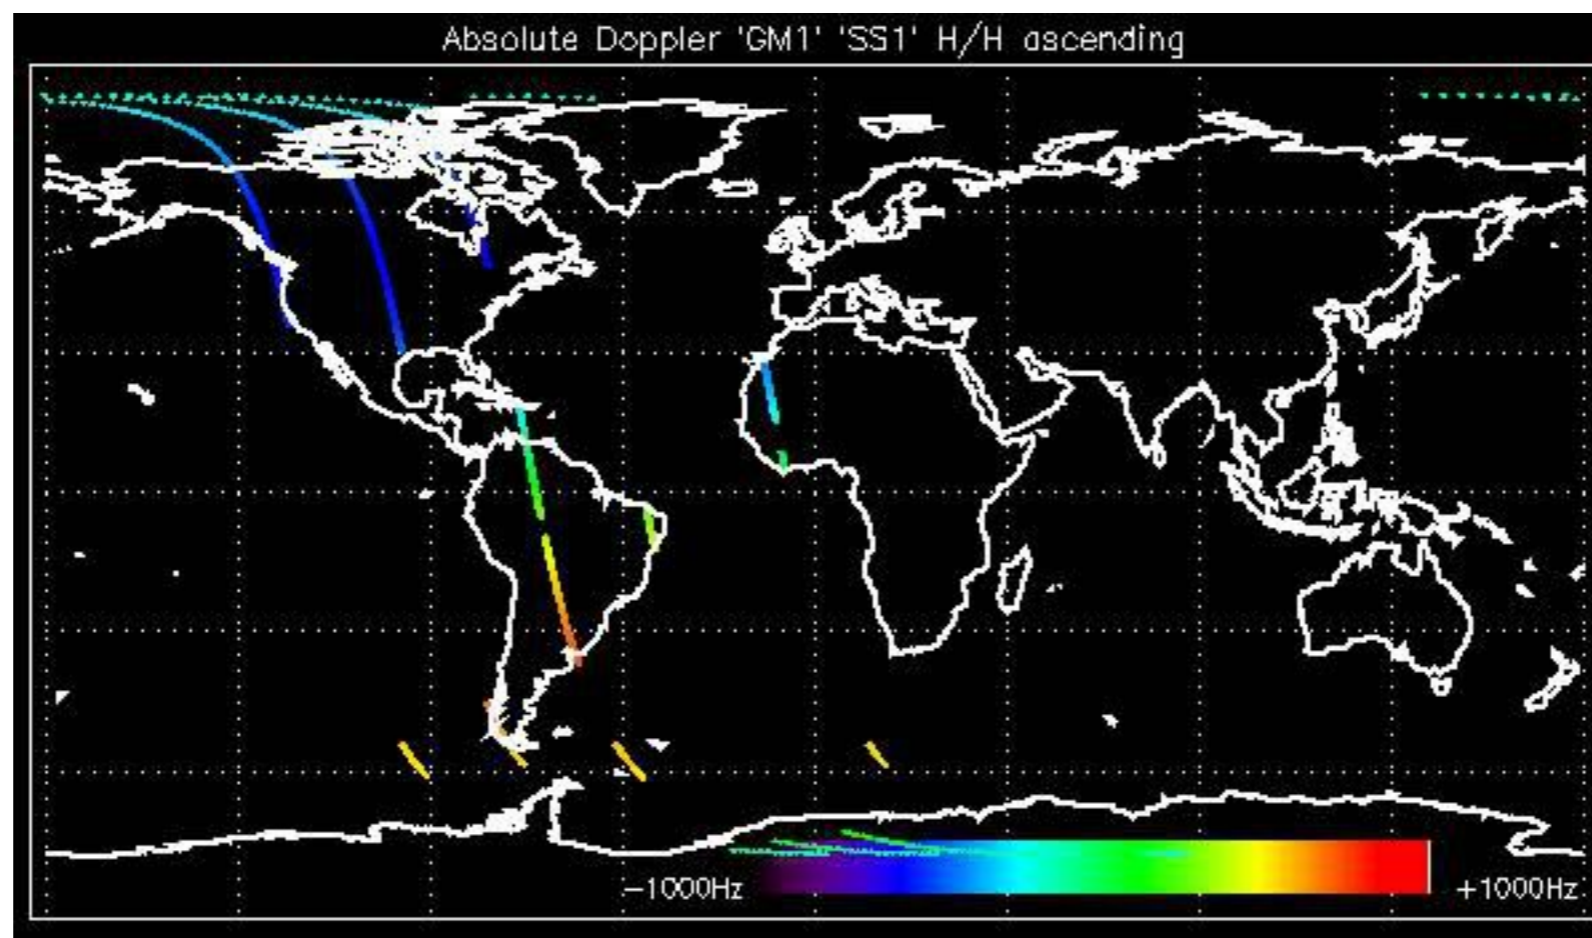 Absolute Doppler 'GM1' 'SS1' H/H ascending
-1000Hz
+1000Hz